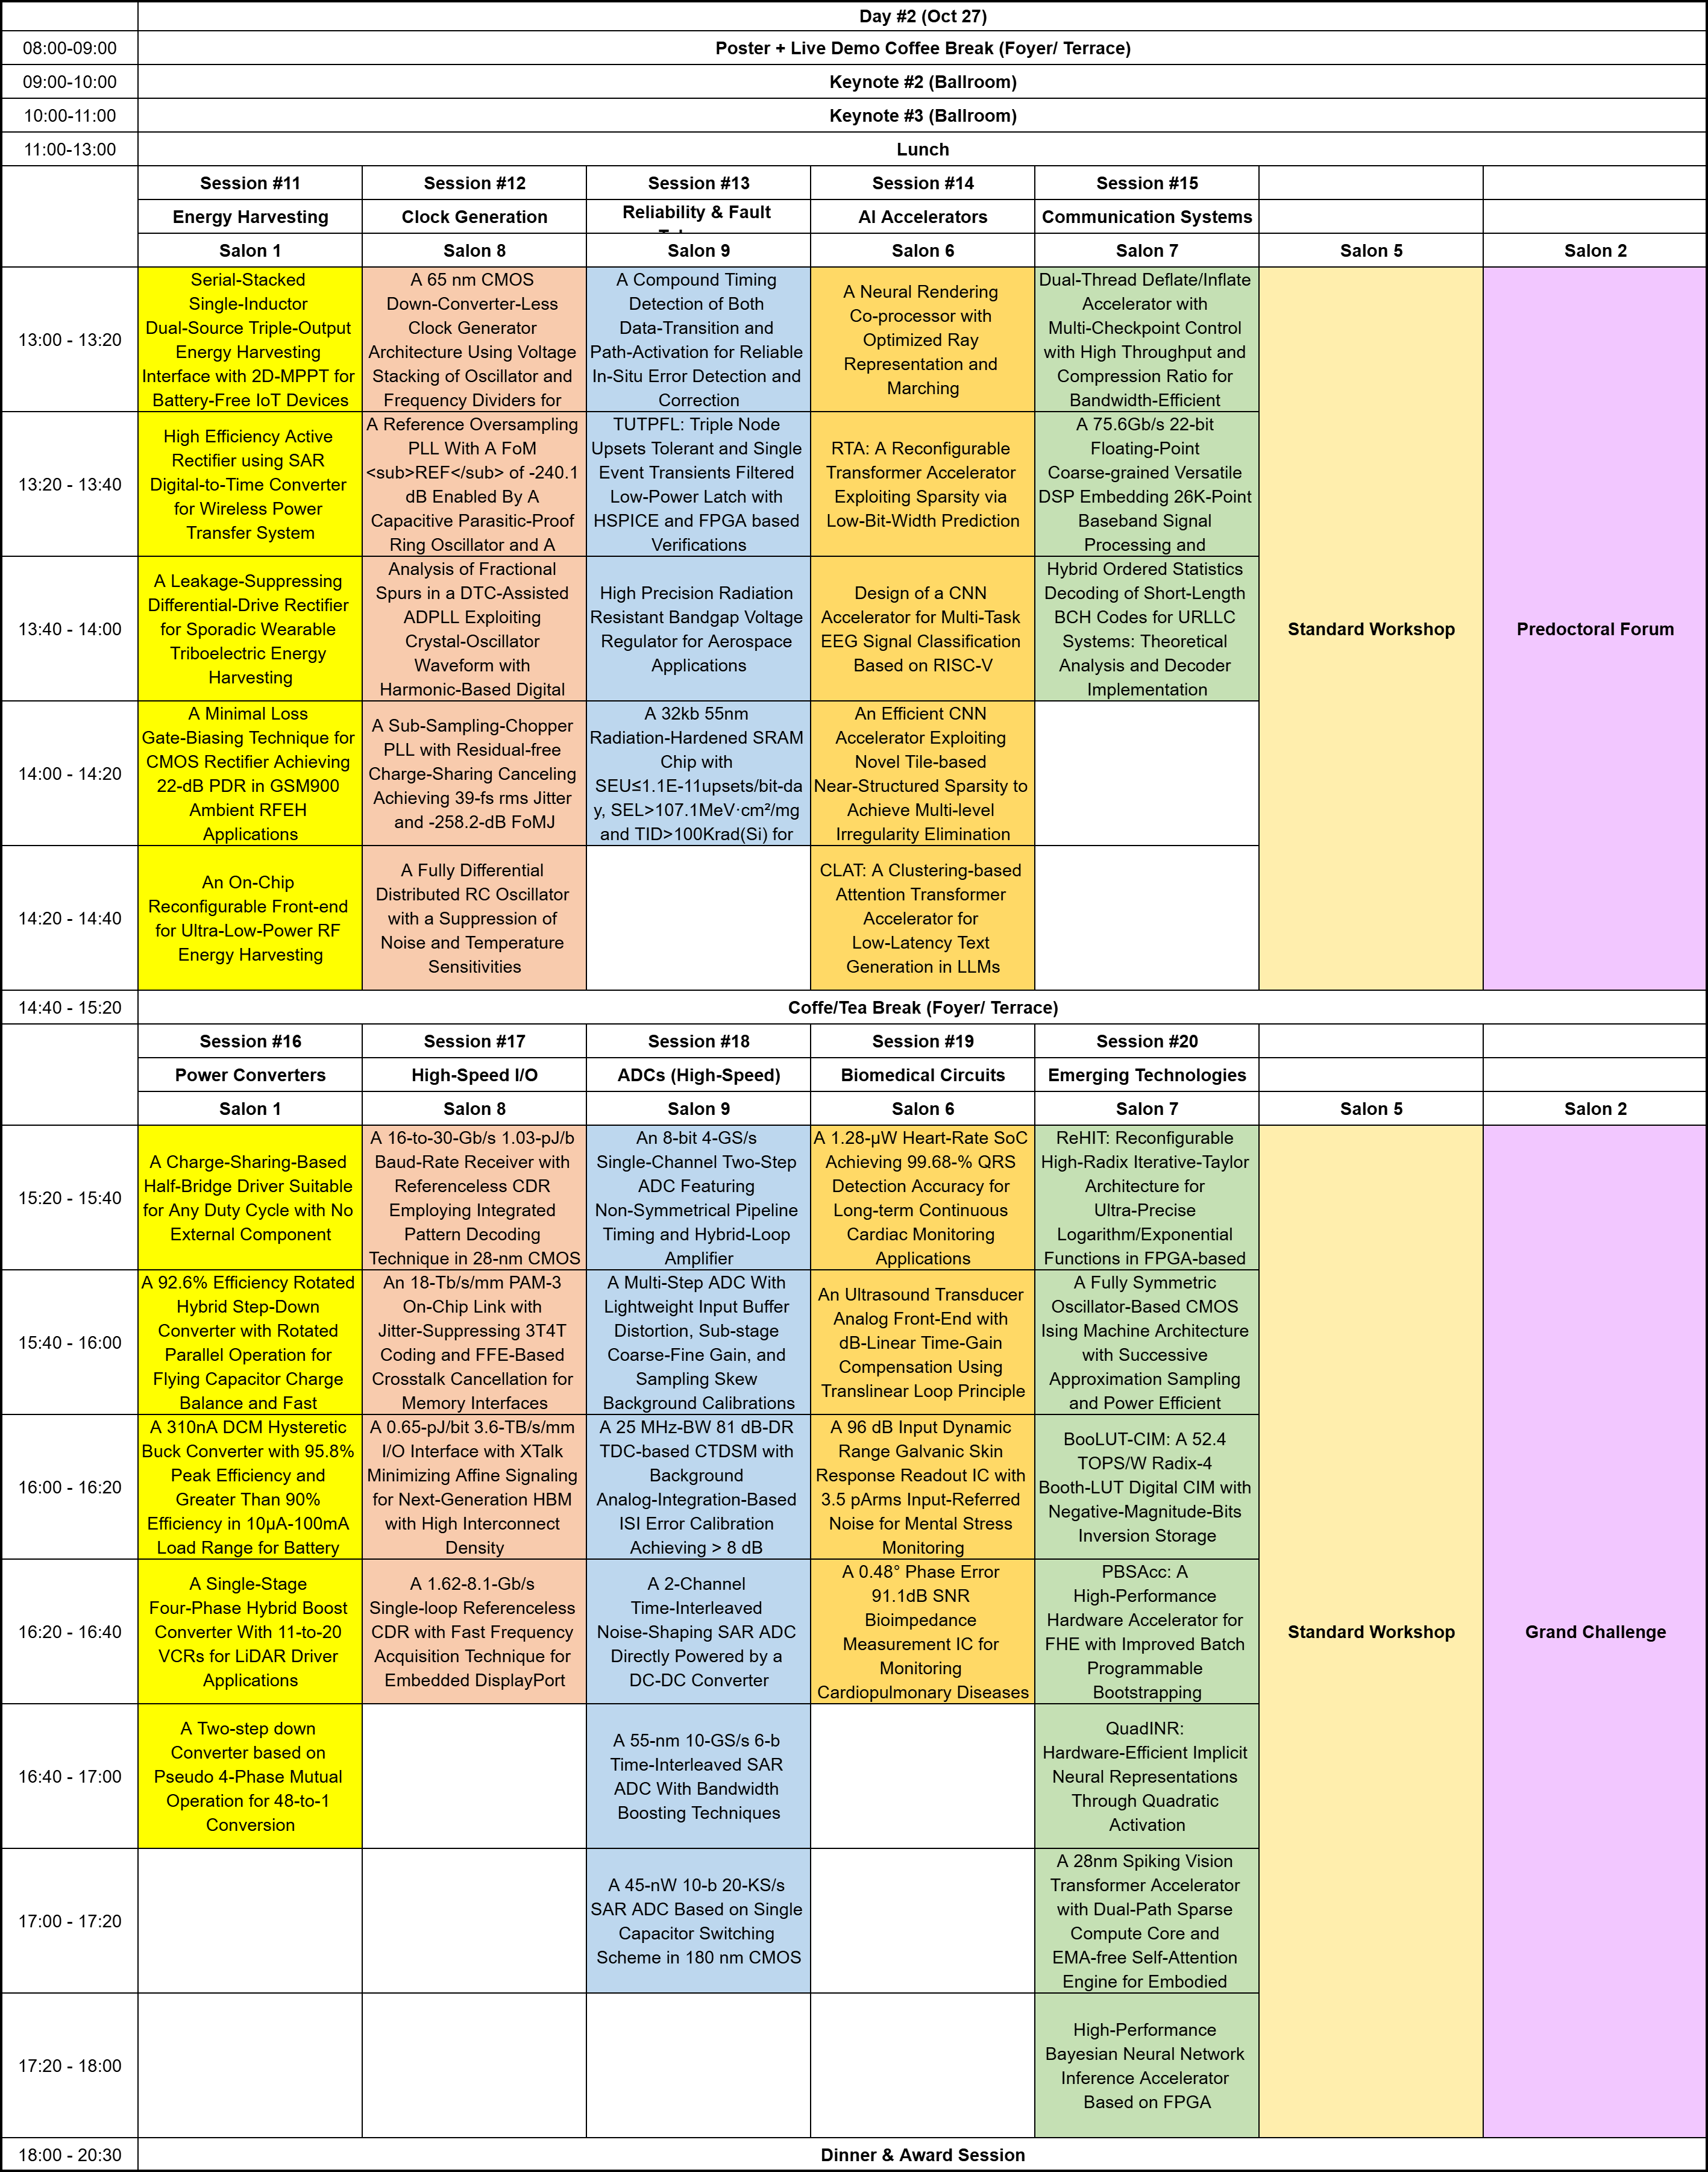 Day #2 (Oct 27)
08:00-09:00
Poster + Live Demo Coffee Break (Foyer/ Terrace)
09:00-10:00
Keynote #2 (Ballroom)
10:00-11:00
Keynote #3 (Ballroom)
11:00-13:00
Lunch
Session #11
Session #12
Session #13
Session #14
Session #15
Energy Harvesting
Clock Generation
Reliability & Fault
AI Accelerators
Communication Systems
Salon 1
Salon 8
Salon 9
Salon 6
Salon 7
Salon 5
Salon 2
13:00 - 13:20
Serial-Stacked
Single-Inductor
Dual-Source Triple-Output
Energy Harvesting
Interface with 2D-MPPT for
Battery-Free IoT Devices
A 65 nm CMOS
Down-Converter-Less
Clock Generator
Architecture Using Voltage
Stacking of Oscillator and
Frequency Dividers for
A Compound Timing
Detection of Both
Data-Transition and
Path-Activation for Reliable
In-Situ Error Detection and
Correction
A Neural Rendering
Co-processor with
Optimized Ray
Representation and
Marching
Dual-Thread Deflate/Inflate
Accelerator with
Multi-Checkpoint Control
with High Throughput and
Compression Ratio for
Bandwidth-Efficient
13:20 - 13:40
High Efficiency Active
Rectifier using SAR
Digital-to-Time Converter
for Wireless Power
Transfer System
A Reference Oversampling
PLL With A FoM
<sub>REF</sub> of -240.1
dB Enabled By A
Capacitive Parasitic-Proof
Ring Oscillator and A
TUTPFL: Triple Node
Upsets Tolerant and Single
Event Transients Filtered
Low-Power Latch with
HSPICE and FPGA based
Verifications
RTA: A Reconfigurable
Transformer Accelerator
Exploiting Sparsity via
Low-Bit-Width Prediction
A 75.6Gb/s 22-bit
Floating-Point
Coarse-grained Versatile
DSP Embedding 26K-Point
Baseband Signal
Processing and
13:40 - 14:00
A Leakage-Suppressing
Differential-Drive Rectifier
for Sporadic Wearable
Triboelectric Energy
Harvesting
Analysis of Fractional
Spurs in a DTC-Assisted
ADPLL Exploiting
Crystal-Oscillator
Waveform with
Harmonic-Based Digital
High Precision Radiation
Resistant Bandgap Voltage
Regulator for Aerospace
Applications
Design of a CNN
Accelerator for Multi-Task
EEG Signal Classification
Based on RISC-V
Hybrid Ordered Statistics
Decoding of Short-Length
BCH Codes for URLLC
Systems: Theoretical
Analysis and Decoder
Implementation
Standard Workshop
Predoctoral Forum
14:00 - 14:20
A Minimal Loss
Gate-Biasing Technique for
CMOS Rectifier Achieving
22-dB PDR in GSM900
Ambient RFEH
Applications
A Sub-Sampling-Chopper
PLL with Residual-free
Charge-Sharing Canceling
Achieving 39-fs rms Jitter
and -258.2-dB FoMJ
A 32kb 55nm
Radiation-Hardened SRAM
Chip with
SEU≤1.1E-11upsets/bit-da
y, SEL>107.1MeV·cm²/mg
and TID>100Krad(Si) for
An Efficient CNN
Accelerator Exploiting
Novel Tile-based
Near-Structured Sparsity to
Achieve Multi-level
Irregularity Elimination
14:20 - 14:40
An On-Chip
Reconfigurable Front-end
for Ultra-Low-Power RF
Energy Harvesting
A Fully Differential
Distributed RC Oscillator
with a Suppression of
Noise and Temperature
Sensitivities
CLAT: A Clustering-based
Attention Transformer
Accelerator for
Low-Latency Text
Generation in LLMs
14:40 - 15:20
Coffe/Tea Break (Foyer/ Terrace)
Session #16
Session #17
Session #18
Session #19
Session #20
Power Converters
High-Speed I/O
ADCs (High-Speed)
Biomedical Circuits
Emerging Technologies
Salon 1
Salon 8
Salon 9
Salon 6
Salon 7
Salon 5
Salon 2
15:20 - 15:40
A Charge-Sharing-Based
Half-Bridge Driver Suitable
for Any Duty Cycle with No
External Component
A 16-to-30-Gb/s 1.03-pJ/b
Baud-Rate Receiver with
Referenceless CDR
Employing Integrated
Pattern Decoding
Technique in 28-nm CMOS
An 8-bit 4-GS/s
Single-Channel Two-Step
ADC Featuring
Non-Symmetrical Pipeline
Timing and Hybrid-Loop
Amplifier
A 1.28-μW Heart-Rate SoC
Achieving 99.68-% QRS
Detection Accuracy for
Long-term Continuous
Cardiac Monitoring
Applications
ReHIT: Reconfigurable
High-Radix Iterative-Taylor
Architecture for
Ultra-Precise
Logarithm/Exponential
Functions in FPGA-based
15:40 - 16:00
A 92.6% Efficiency Rotated
Hybrid Step-Down
Converter with Rotated
Parallel Operation for
Flying Capacitor Charge
Balance and Fast
An 18-Tb/s/mm PAM-3
On-Chip Link with
Jitter-Suppressing 3T4T
Coding and FFE-Based
Crosstalk Cancellation for
Memory Interfaces
A Multi-Step ADC With
Lightweight Input Buffer
Distortion, Sub-stage
Coarse-Fine Gain, and
Sampling Skew
Background Calibrations
An Ultrasound Transducer
Analog Front-End with
dB-Linear Time-Gain
Compensation Using
Translinear Loop Principle
A Fully Symmetric
Oscillator-Based CMOS
Ising Machine Architecture
with Successive
Approximation Sampling
and Power Efficient
16:00 - 16:20
A 310nA DCM Hysteretic
Buck Converter with 95.8%
Peak Efficiency and
Greater Than 90%
Efficiency in 10μA-100mA
Load Range for Battery
A 0.65-pJ/bit 3.6-TB/s/mm
I/O Interface with XTalk
Minimizing Affine Signaling
for Next-Generation HBM
with High Interconnect
Density
A 25 MHz-BW 81 dB-DR
TDC-based CTDSM with
Background
Analog-Integration-Based
ISI Error Calibration
Achieving > 8 dB
A 96 dB Input Dynamic
Range Galvanic Skin
Response Readout IC with
3.5 pArms Input-Referred
Noise for Mental Stress
Monitoring
BooLUT-CIM: A 52.4
TOPS/W Radix-4
Booth-LUT Digital CIM with
Negative-Magnitude-Bits
Inversion Storage
16:20 - 16:40
A Single-Stage
Four-Phase Hybrid Boost
Converter With 11-to-20
VCRs for LiDAR Driver
Applications
A 1.62-8.1-Gb/s
Single-loop Referenceless
CDR with Fast Frequency
Acquisition Technique for
Embedded DisplayPort
A 2-Channel
Time-Interleaved
Noise-Shaping SAR ADC
Directly Powered by a
DC-DC Converter
A 0.48° Phase Error
91.1dB SNR
Bioimpedance
Measurement IC for
Monitoring
Cardiopulmonary Diseases
PBSAcc: A
High-Performance
Hardware Accelerator for
FHE with Improved Batch
Programmable
Bootstrapping
Standard Workshop
Grand Challenge
16:40 - 17:00
A Two-step down
Converter based on
Pseudo 4-Phase Mutual
Operation for 48-to-1
Conversion
A 55-nm 10-GS/s 6-b
Time-Interleaved SAR
ADC With Bandwidth
Boosting Techniques
QuadINR:
Hardware-Efficient Implicit
Neural Representations
Through Quadratic
Activation
17:00 - 17:20
A 45-nW 10-b 20-KS/s
SAR ADC Based on Single
Capacitor Switching
Scheme in 180 nm CMOS
A 28nm Spiking Vision
Transformer Accelerator
with Dual-Path Sparse
Compute Core and
EMA-free Self-Attention
Engine for Embodied
17:20 - 18:00
High-Performance
Bayesian Neural Network
Inference Accelerator
Based on FPGA
18:00 - 20:30
Dinner & Award Session